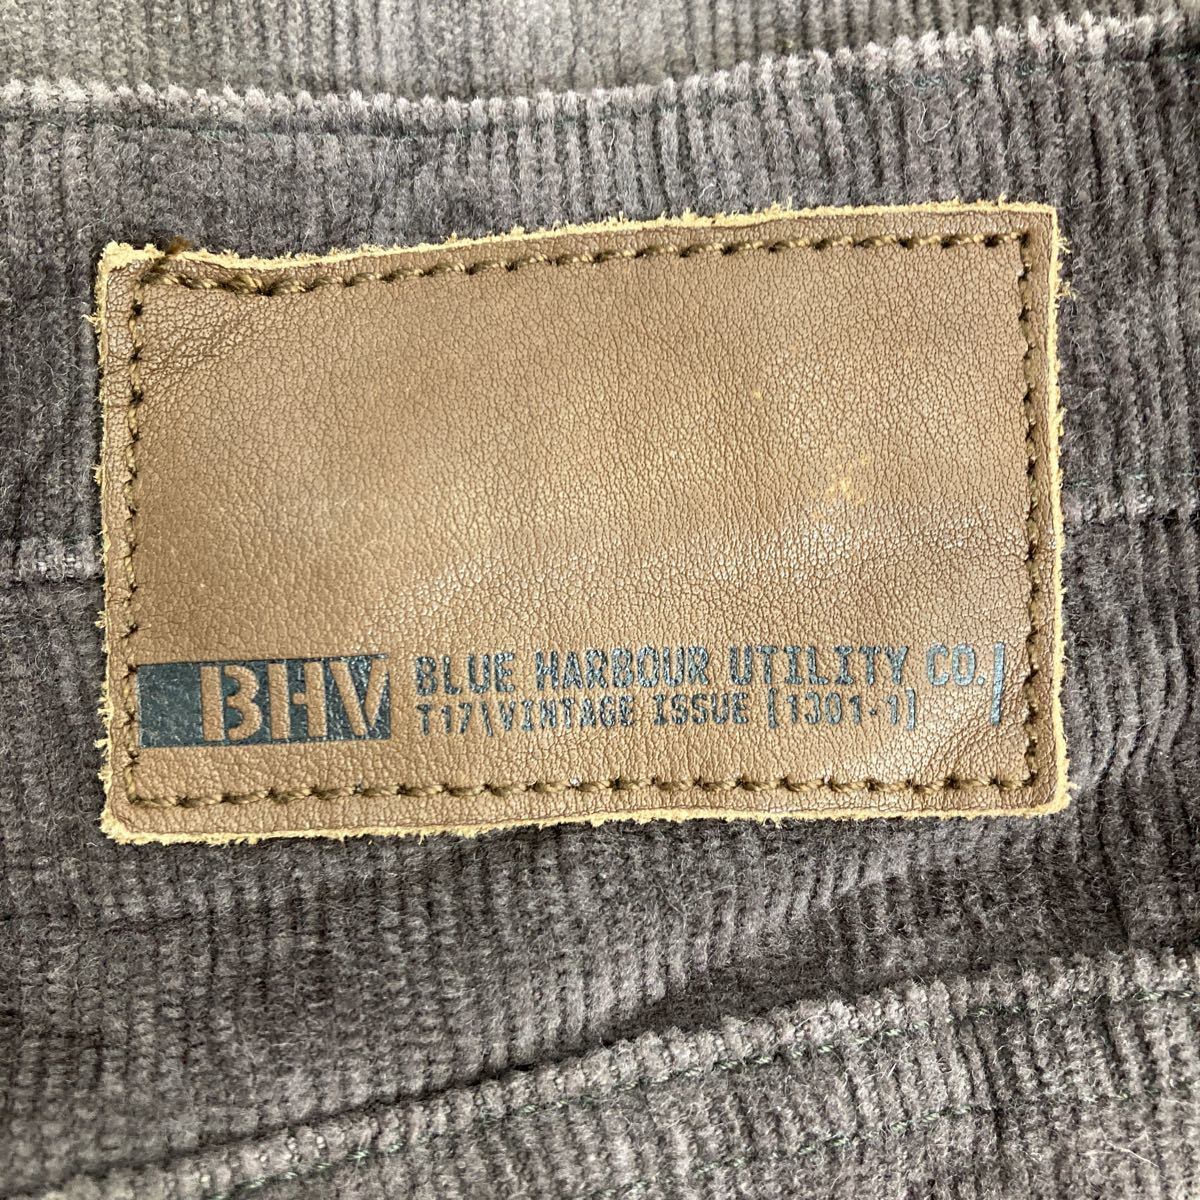 BHV
BLUE HARBOUR UTILITY CO.
T17\VINTAGE ISSUE [1301-1]